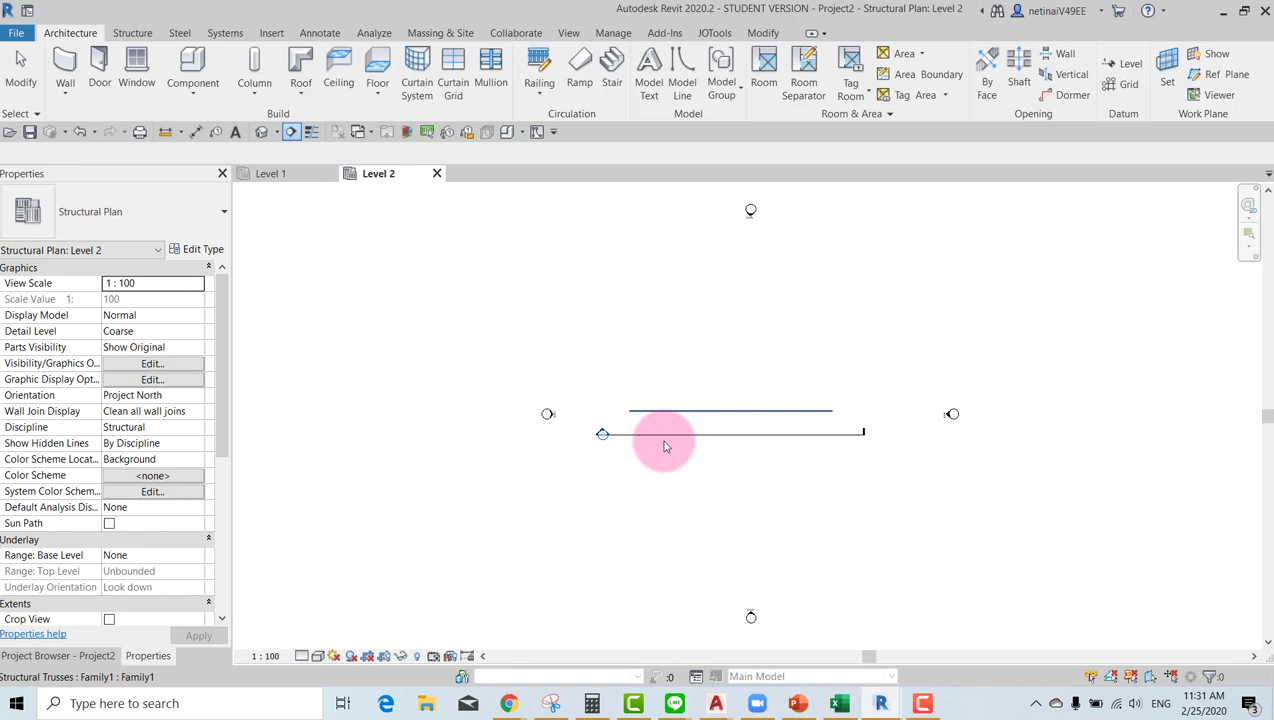 Autodesk Revit 2020.2 - STUDENT VERSION - Project2 - Structural Plan: Level 2
netinaiV49EE
File Architecture Structure Steel Systems Insert Annotate Analyze Massing & Site Collaborate View Manage Add-Ins JOTools Modify
Modify Wall Door Window Component Column Roof Ceiling Floor Curtain System Curtain Grid Mullion Railing Ramp Stair Model Text Model Line Model Group Room Room Separator Tag Room
Area
Area Boundary
Tag Area
By Face Shaft
Wall
Vertical
Dormer
Level
Grid
Set
Show
Ref Plane
Viewer
Select Build Circulation Model Room & Area Opening Datum Work Plane
Properties
Level 1 Level 2
Structural Plan
Structural Plan: Level 2 Edit Type
Graphics
View Scale 1 : 100
Scale Value 1: 100
Display Model Normal
Detail Level Coarse
Parts Visibility Show Original
Visibility/Graphics O... Edit...
Graphic Display Opt... Edit...
Orientation Project North
Wall Join Display Clean all wall joins
Discipline Structural
Show Hidden Lines By Discipline
Color Scheme Locat... Background
Color Scheme <none>
System Color Schem... Edit...
Default Analysis Dis... None
Sun Path
Underlay
Range: Base Level None
Range: Top Level Unbounded
Underlay Orientation Look down
Extents
Crop View
Properties help Apply
Project Browser - Project2 Properties
1 : 100
Structural Trusses : Family1 : Family1
:0
Main Model
:0
Type here to search
ENG
11:31 AM
2/25/2020
3